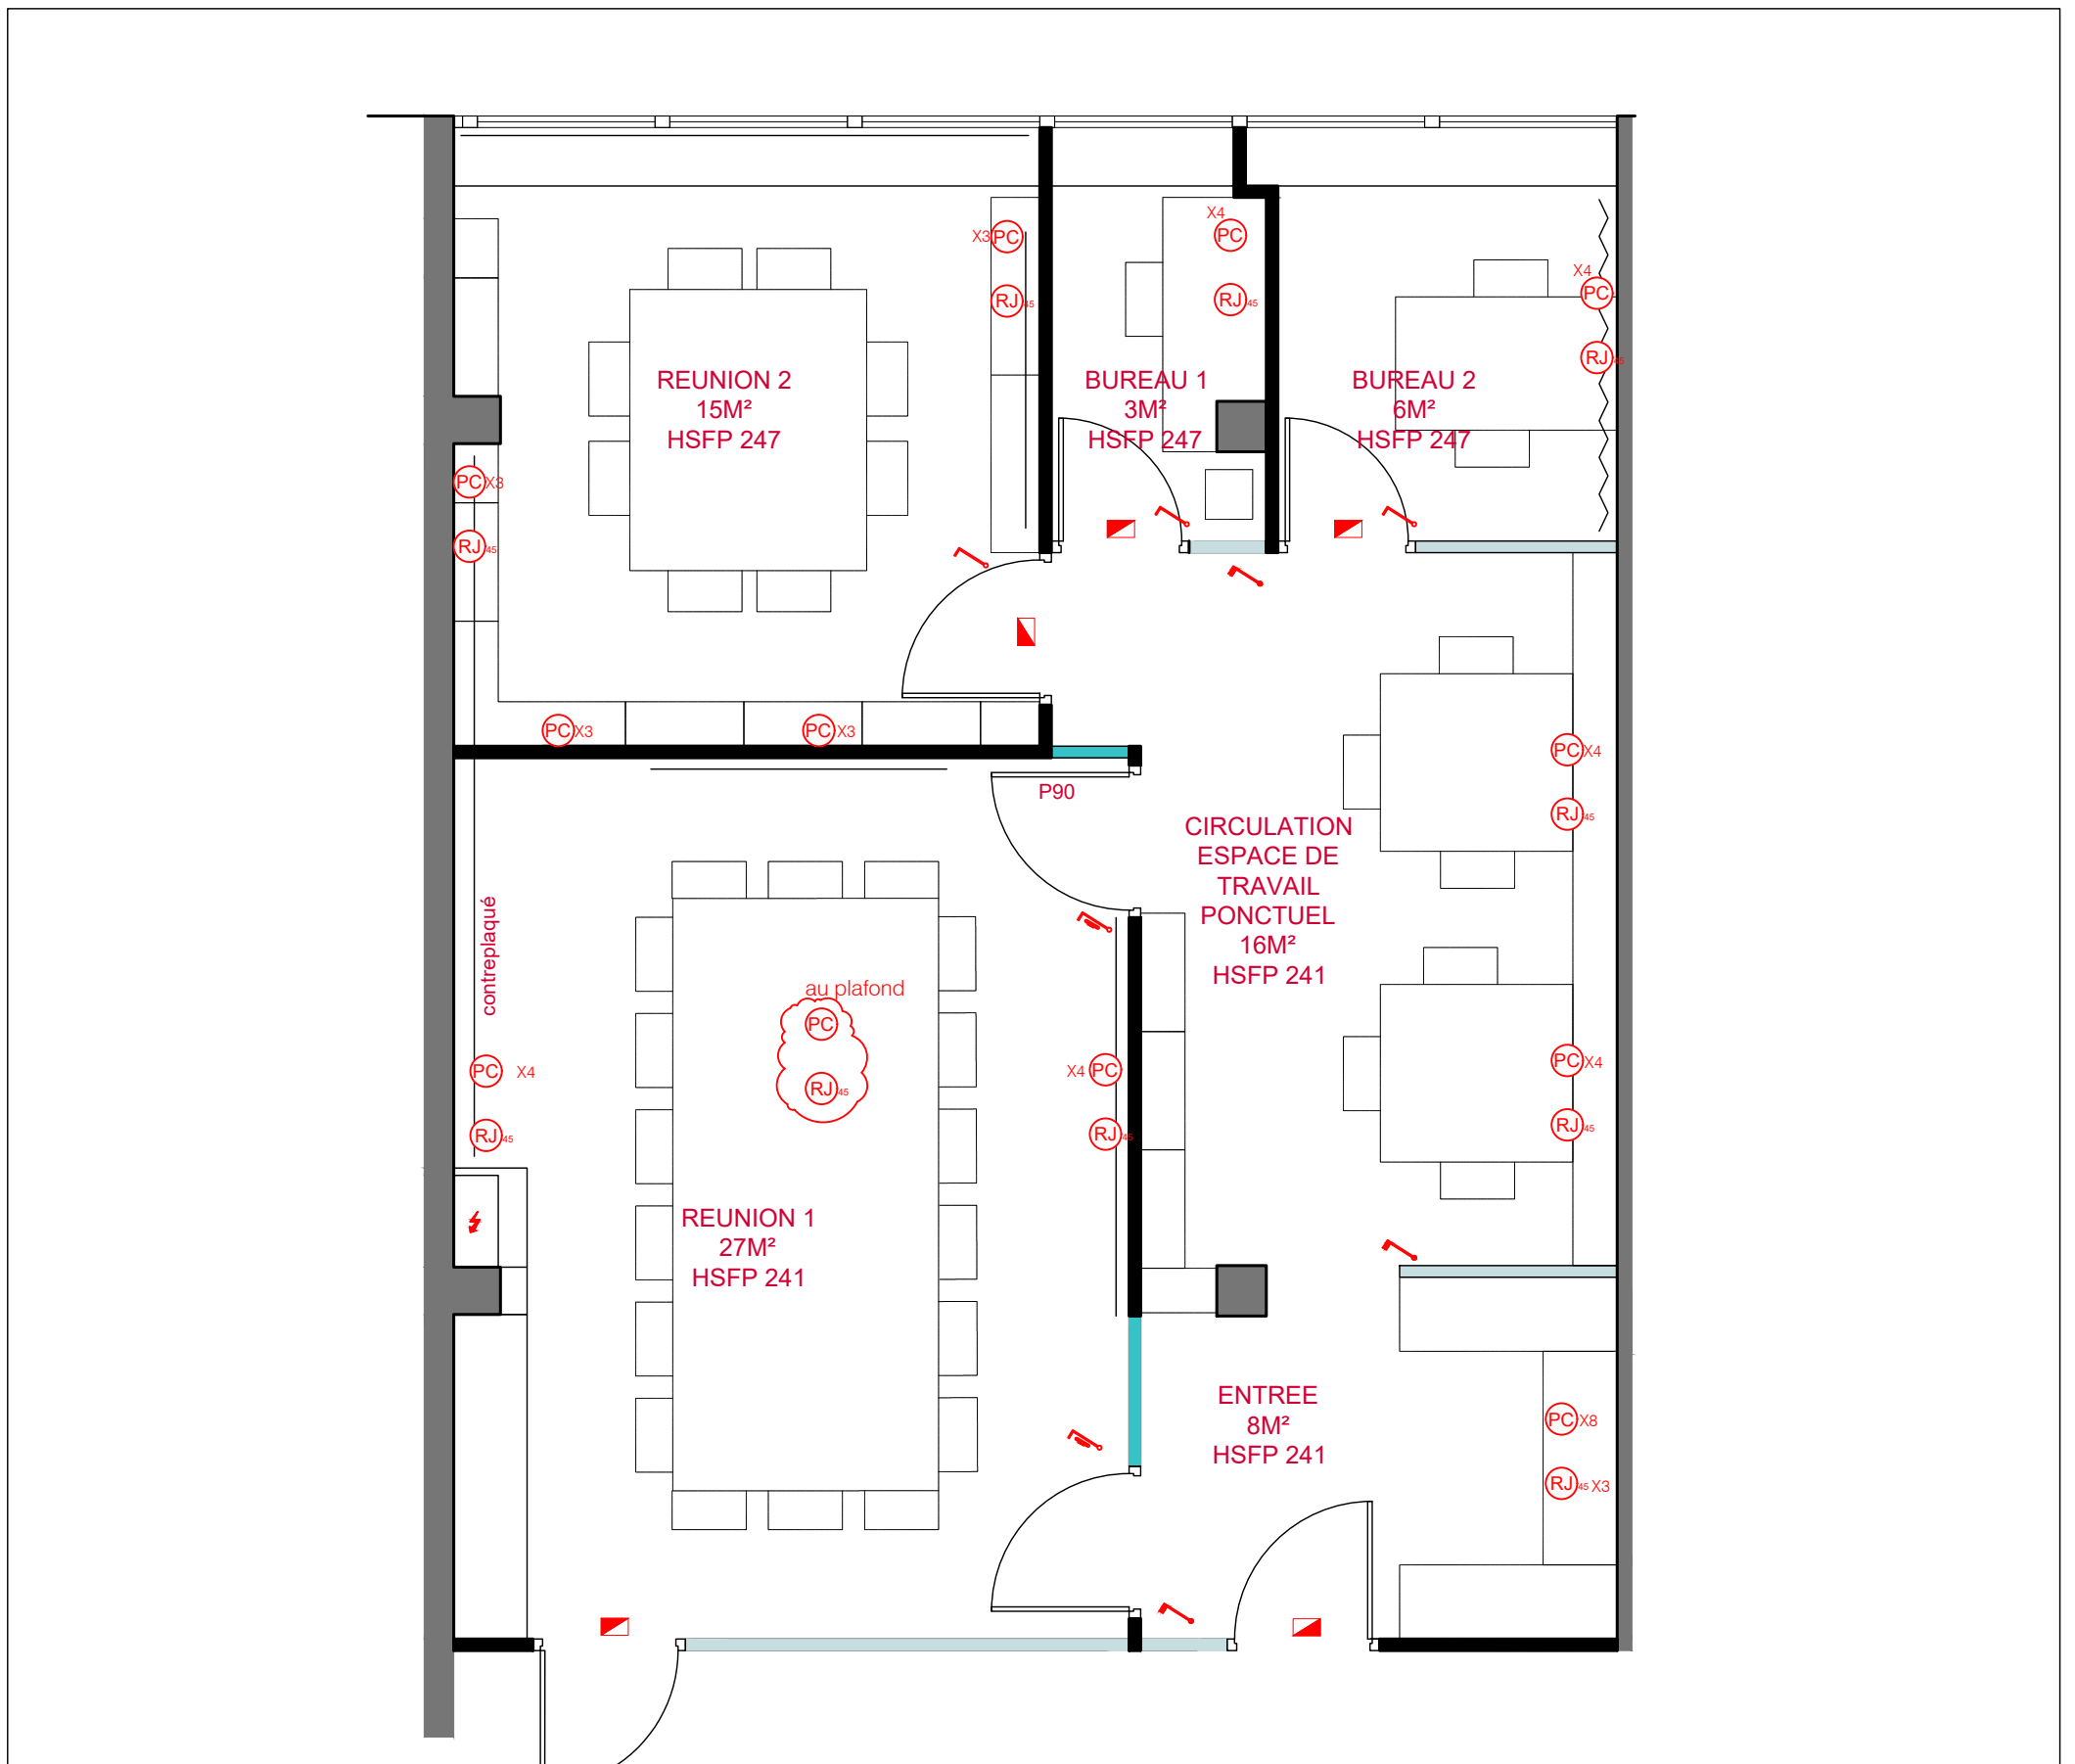 X3 PC
RJ 45
X4
PC
RJ 45
X4
PC
RJ 45
REUNION 2
15M²
HSFP 247
BUREAU 1
3M²
HSFP 247
BUREAU 2
6M²
HSFP 247
PC X3
RJ 45
PC X3
PC X3
P90
PC X4
RJ 45
CIRCULATION
ESPACE DE
TRAVAIL
PONCTUEL
16M²
HSFP 241
contreplaqué
au plafond
PC
RJ 45
PC X4
RJ 45
X4 PC
RJ 45
PC X4
RJ 45
REUNION 1
27M²
HSFP 241
ENTREE
8M²
HSFP 241
PC X8
RJ 45 X3